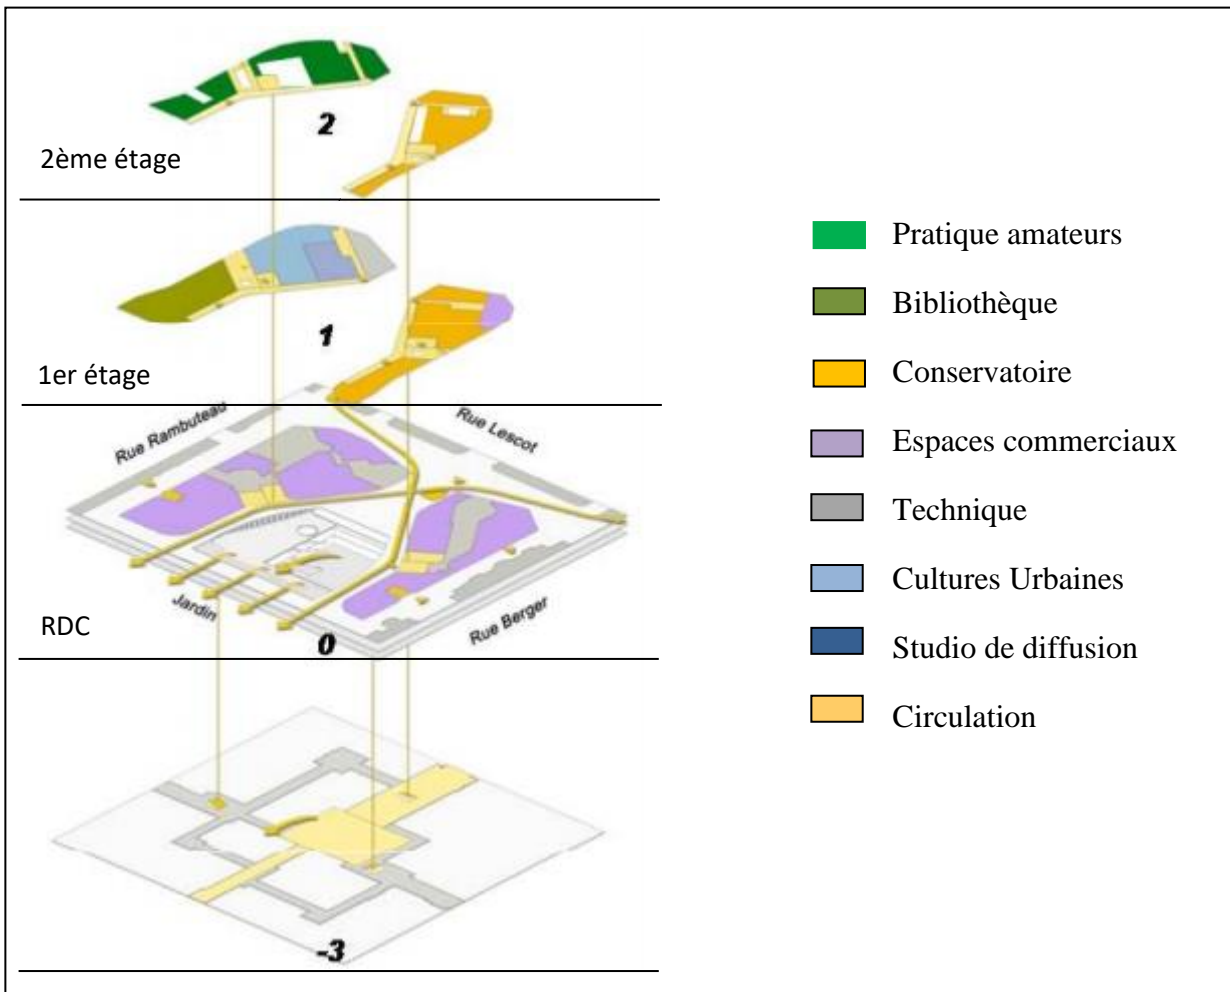 2
2ème étage
1
1er étage
Rue Rambuteau
Rue Lescot
Jardin
Rue Berger
RDC
0
-3
Pratique amateurs
Bibliothèque
Conservatoire
Espaces commerciaux
Technique
Cultures Urbaines
Studio de diffusion
Circulation